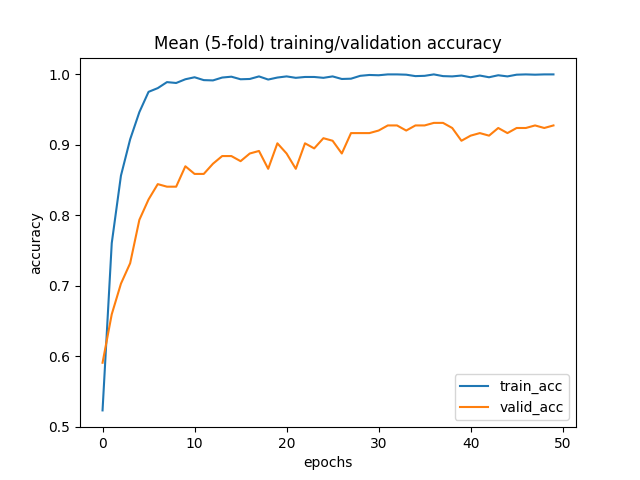 Mean (5-fold) training/validation accuracy
accuracy
1.0
0.9
0.8
0.7
0.6
0.5
0 10 20 30 40 50
epochs
train_acc
valid_acc